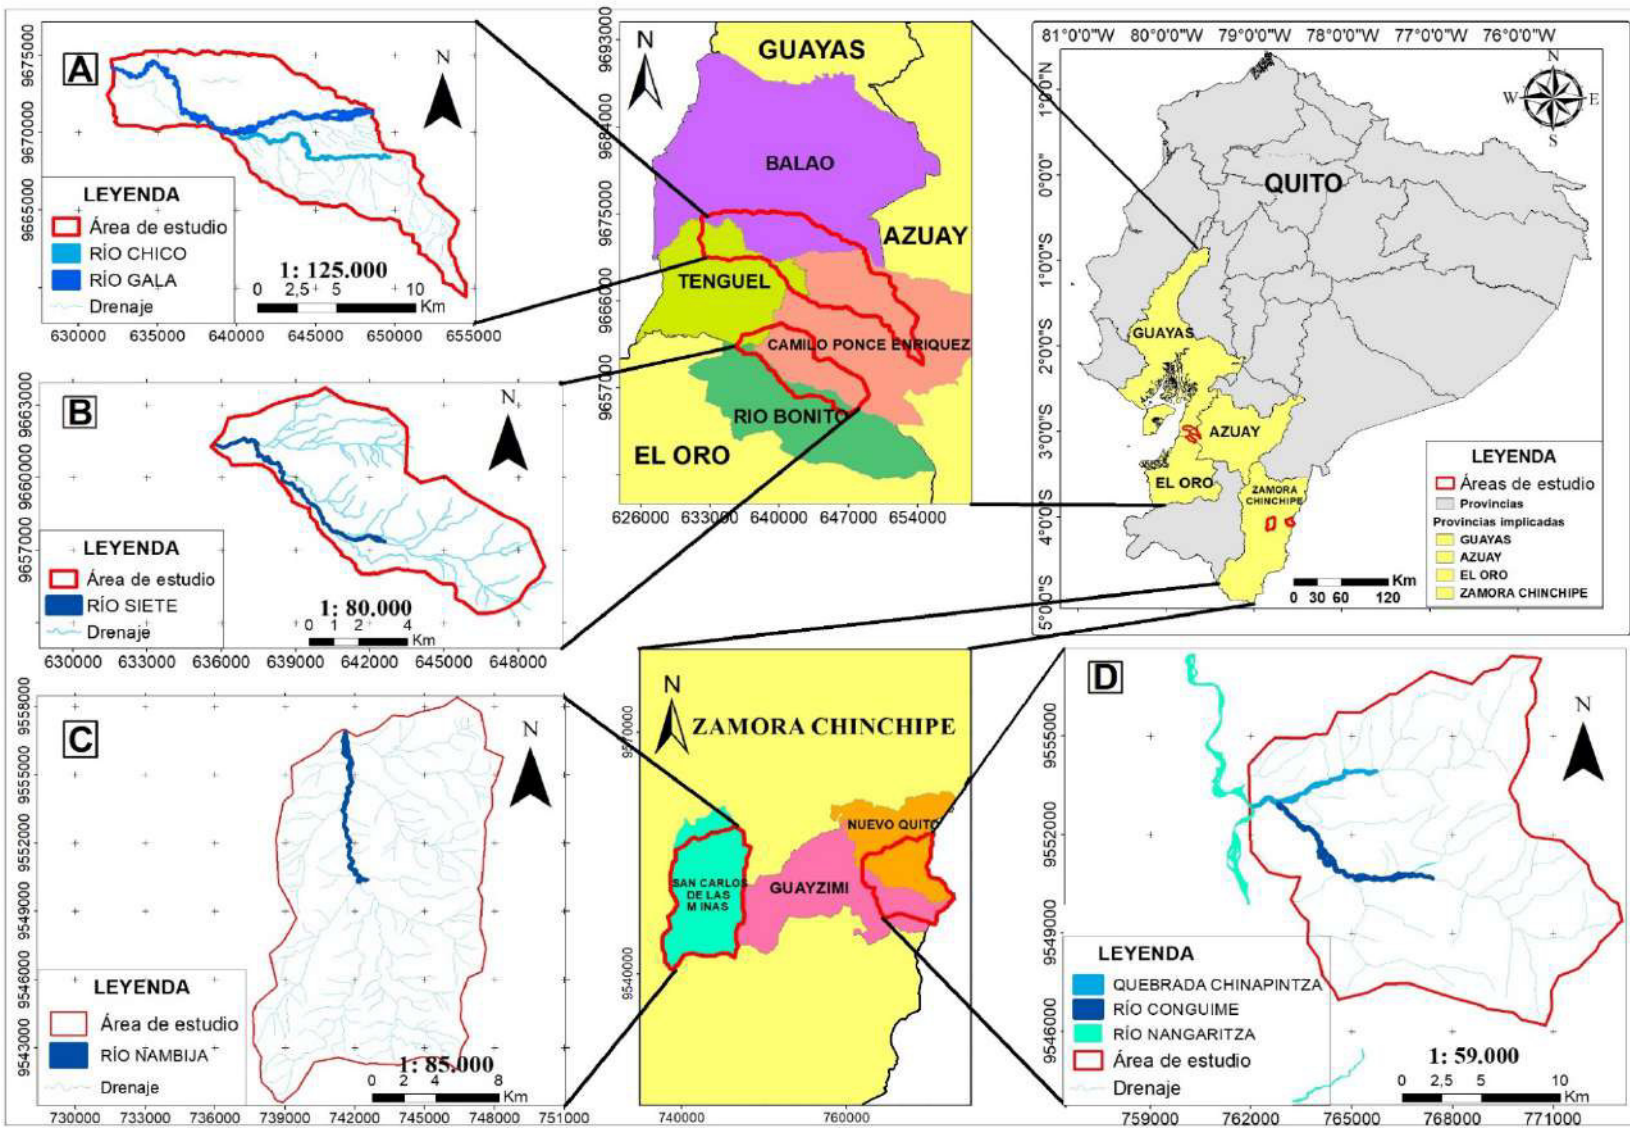 A
N
9675000
9670000
9665000
LEYENDA
Área de estudio
RÍO CHICO
RÍO GALA
Drenaje
1: 125.000
0 2,5 5 10
Km
630000 635000 640000 645000 650000 655000
B
N
9663000
9660000
9657000
LEYENDA
Área de estudio
RÍO SIETE
Drenaje
1: 80.000
0 1 2 4
Km
630000 633000 636000 639000 642000 645000 648000
C
N
9558000
9555000
9552000
9549000
9546000
9543000
LEYENDA
Área de estudio
RÍO NAMBIJA
Drenaje
1: 85.000
0 2 4 8
Km
730000 733000 736000 739000 742000 745000 748000 751000
N
9693000
9684000
9675000
9666000
9657000
GUAYAS
BALAO
AZUAY
TENGUEL
CAMILO PONCE ENRIQUEZ
RIO BONITO
EL ORO
626000 633000 640000 647000 654000
N
ZAMORA CHINCHIPE
9570000
9540000
NUEVO QUITO
SAN CARLOS
DE LAS
MINAS
GUAYZIMI
740000 760000
81°0'0"W 80°0'0"W 79°0'0"W 78°0'0"W 77°0'0"W 76°0'0"W
N
W E
S
1°0'0"N
0°0'0"
1°0'0"S
2°0'0"S
3°0'0"S
4°0'0"S
5°0'0"S
QUITO
GUAYAS
AZUAY
EL ORO
ZAMORA
CHINCHIPE
LEYENDA
Áreas de estudio
Provincias
Provincias implicadas
GUAYAS
AZUAY
EL ORO
ZAMORA CHINCHIPE
Km
0 30 60 120
D
N
9555000
9552000
9549000
9546000
LEYENDA
QUEBRADA CHINAPINTZA
RÍO CONGUIME
RÍO NANGARITZA
Área de estudio
Drenaje
1: 59.000
0 2,5 5 10
Km
759000 762000 765000 768000 771000